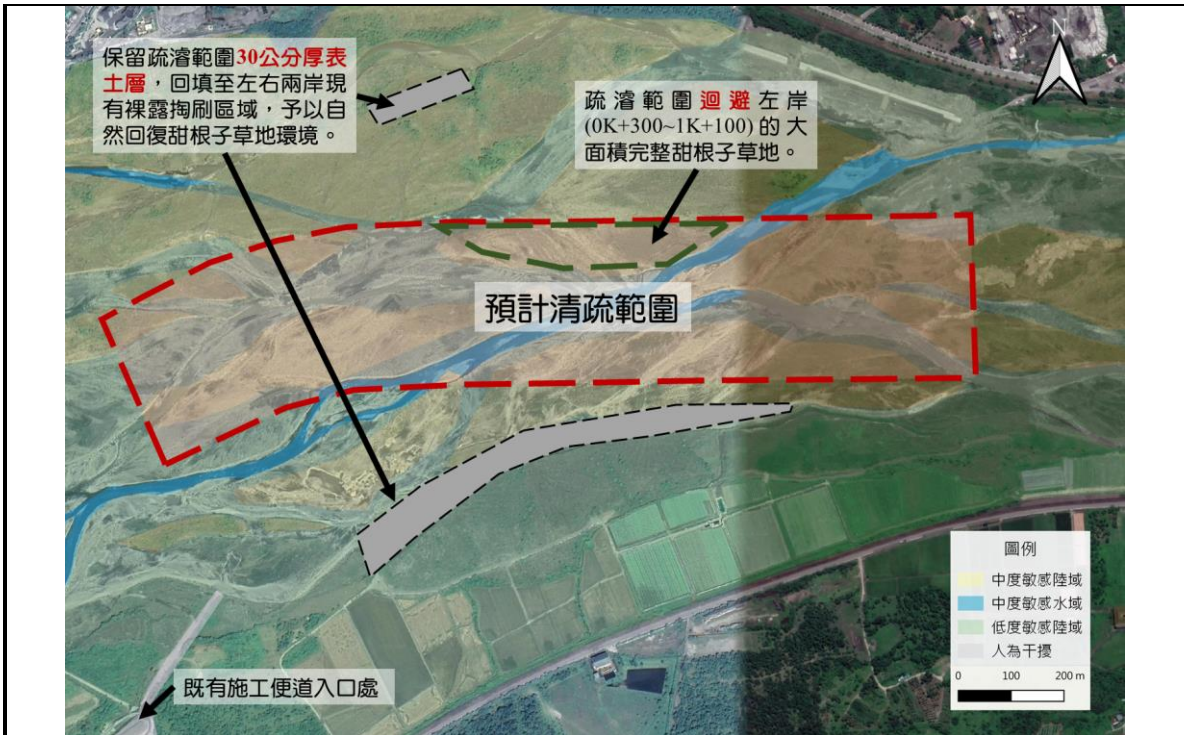 保留疏濬範圍30公分厚表
土層，回填至左右兩岸現
有裸露掏刷區域，予以自
然回復甜根子草地環境。
疏濬範圍迴避左岸
(0K+300~1K+100)的大
面積完整甜根子草地。
N
預計清疏範圍
既有施工便道入口處
圖例
中度敏感陸域
中度敏感水域
低度敏感陸域
人為干擾
0 100 200 m